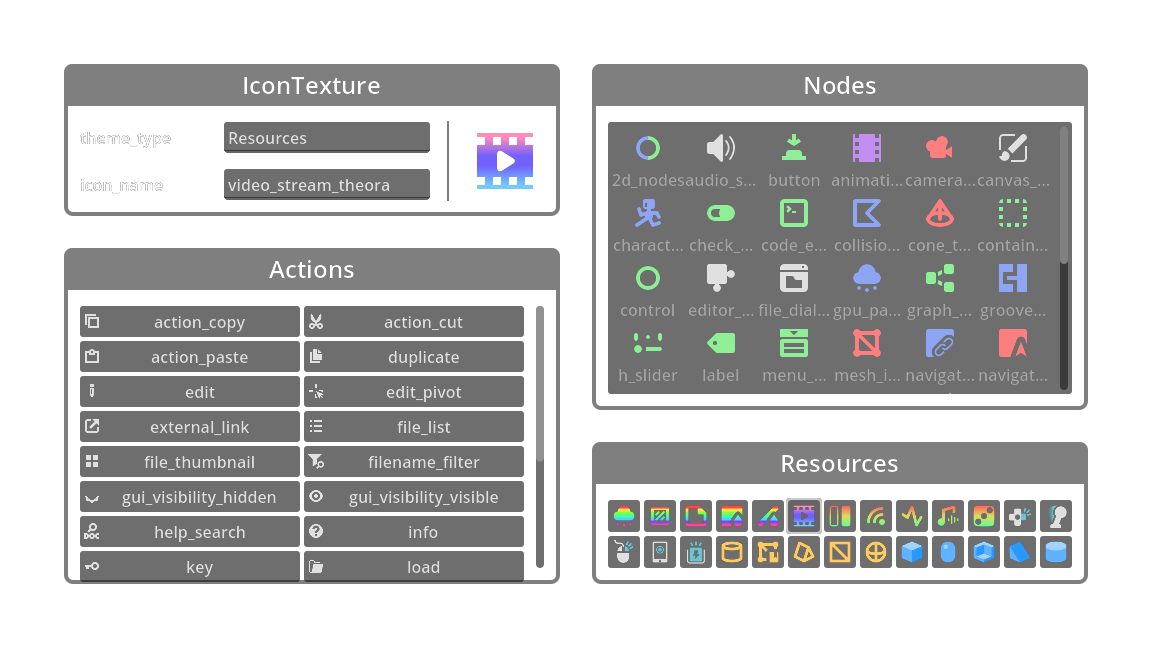 IconTexture
theme_type
Resources
icon_name
video_stream_theora
Actions
action_copy
action_cut
action_paste
duplicate
edit
edit_pivot
external_link
file_list
file_thumbnail
filename_filter
gui_visibility_hidden
gui_visibility_visible
help_search
info
key
load
Nodes
2d_nodes audio_s... button animati... camera... canvas_...
charact... check_... code_e... collisio... cone_t... contain...
control editor_... file_dial... gpu_pa... graph_... groove...
h_slider label menu_... mesh_i... navigat... navigat...
Resources